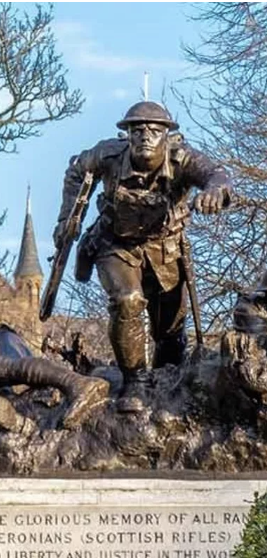 E GLORIOUS MEMORY OF ALL RAN
ERONIANS (SCOTTISH RIFLES)
LIBERTY AND JUSTICE IN THE WO